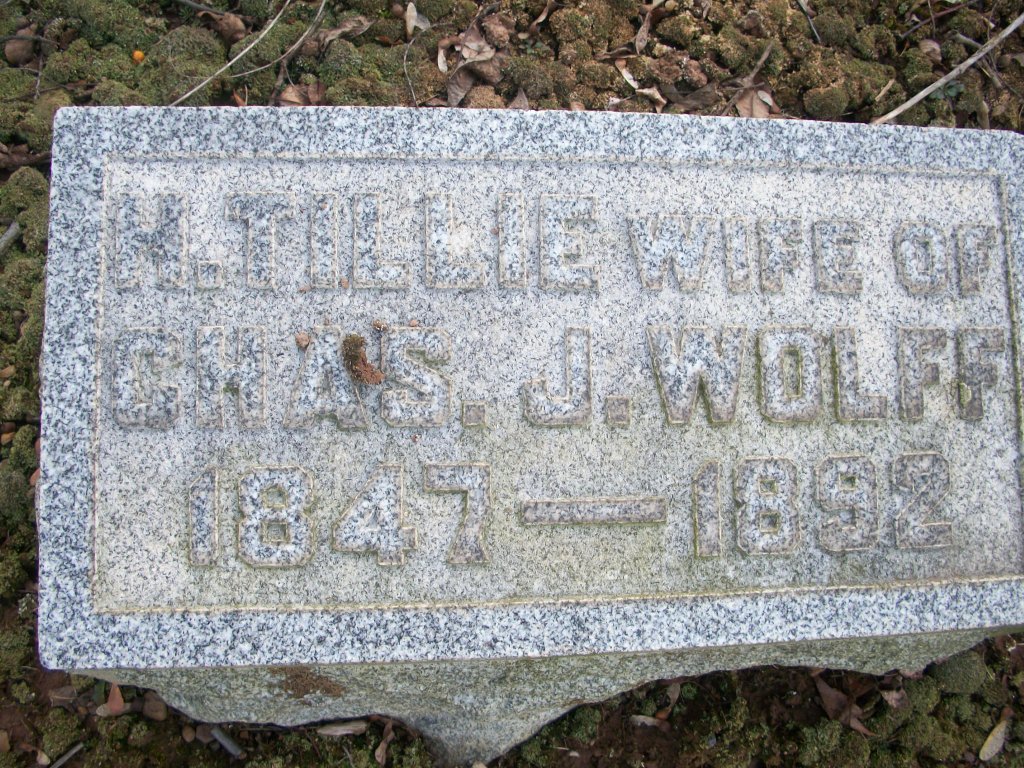 H. TILLIE WIFE OF
CHAS. J. WOLFF
1847 — 1892